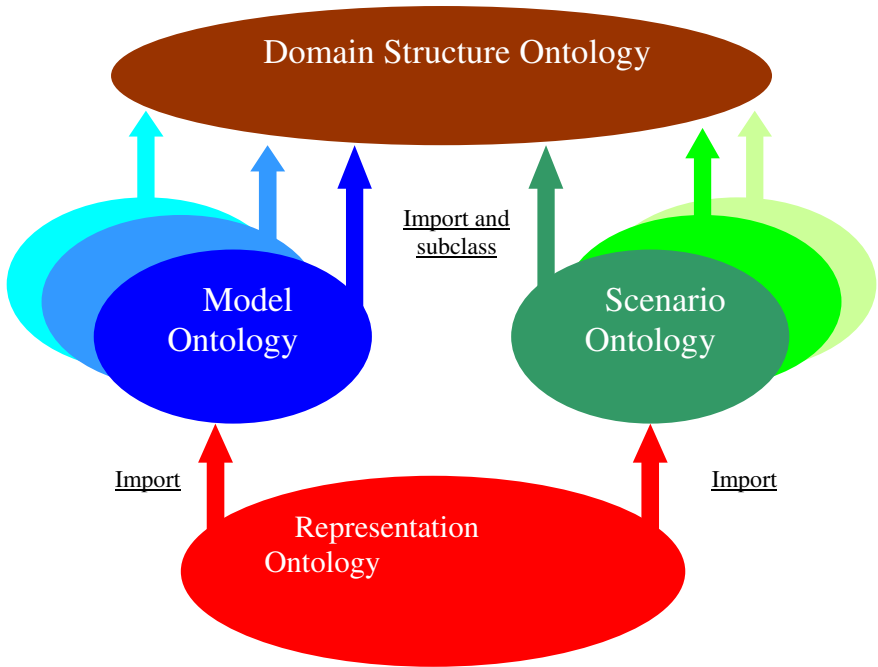 Domain Structure Ontology
Import and
subclass
Model
Ontology
Scenario
Ontology
Import
Import
Representation
Ontology